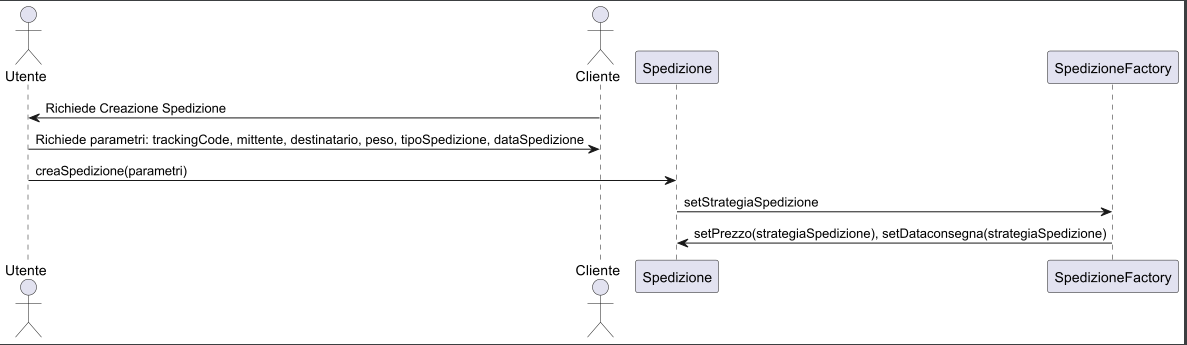 Utente
Cliente
Spedizione
SpedizioneFactory
Richiede Creazione Spedizione
Richiede parametri: trackingCode, mittente, destinatario, peso, tipoSpedizione, dataSpedizione
creaSpedizione(parametri)
setStrategiaSpedizione
setPrezzo(strategiaSpedizione), setDataconsegna(strategiaSpedizione)
Utente
Cliente
Spedizione
SpedizioneFactory